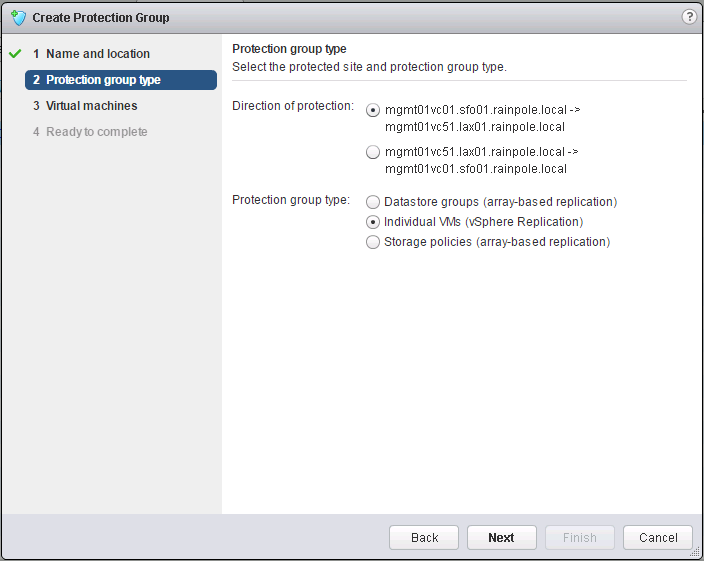 Create Protection Group
?
1 Name and location
2 Protection group type
3 Virtual machines
4 Ready to complete
Protection group type
Select the protected site and protection group type.
Direction of protection:
mgmt01vc01.sfo01.rainpole.local ->
mgmt01vc51.lax01.rainpole.local
mgmt01vc51.lax01.rainpole.local ->
mgmt01vc01.sfo01.rainpole.local
Protection group type:
Datastore groups (array-based replication)
Individual VMs (vSphere Replication)
Storage policies (array-based replication)
Back
Next
Finish
Cancel